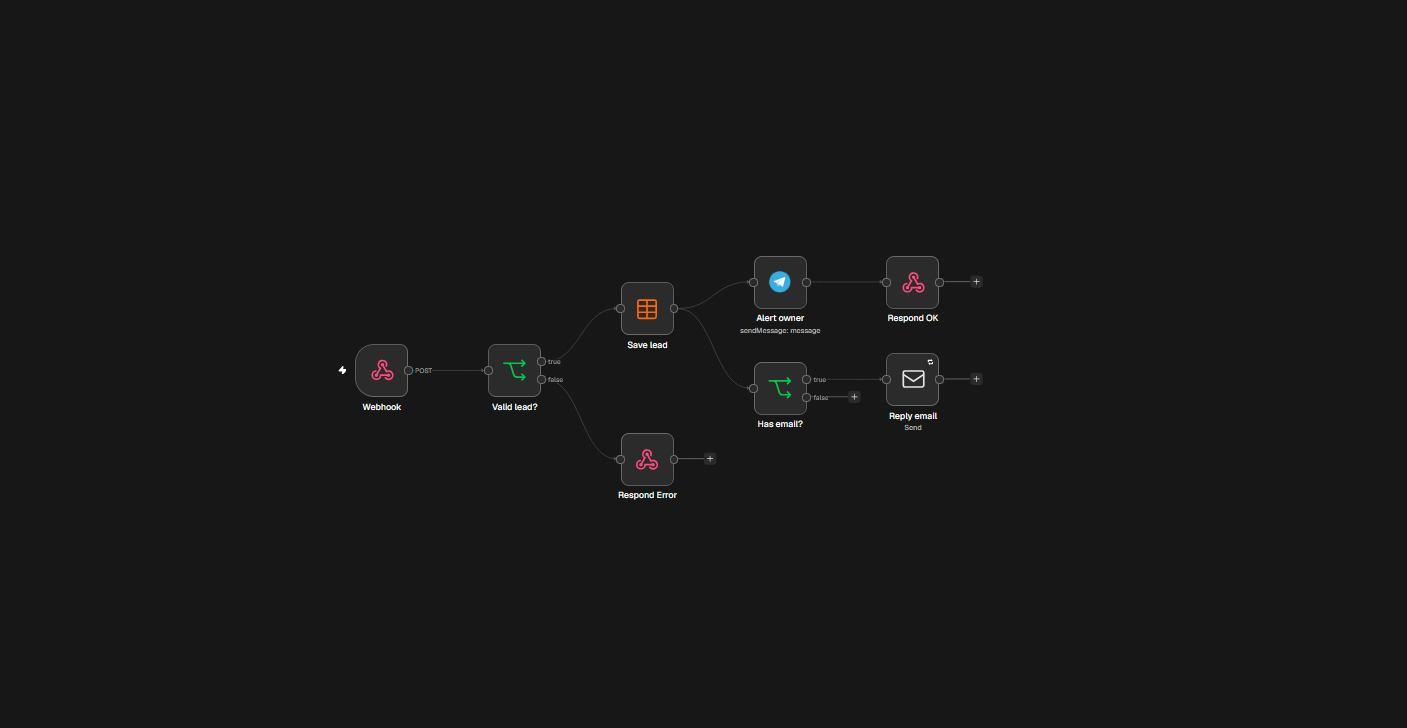 POST
Webhook
true
false
Valid lead?
Save lead
Respond Error
Alert owner
sendMessage: message
Respond OK
true
false
Has email?
Reply email
Send